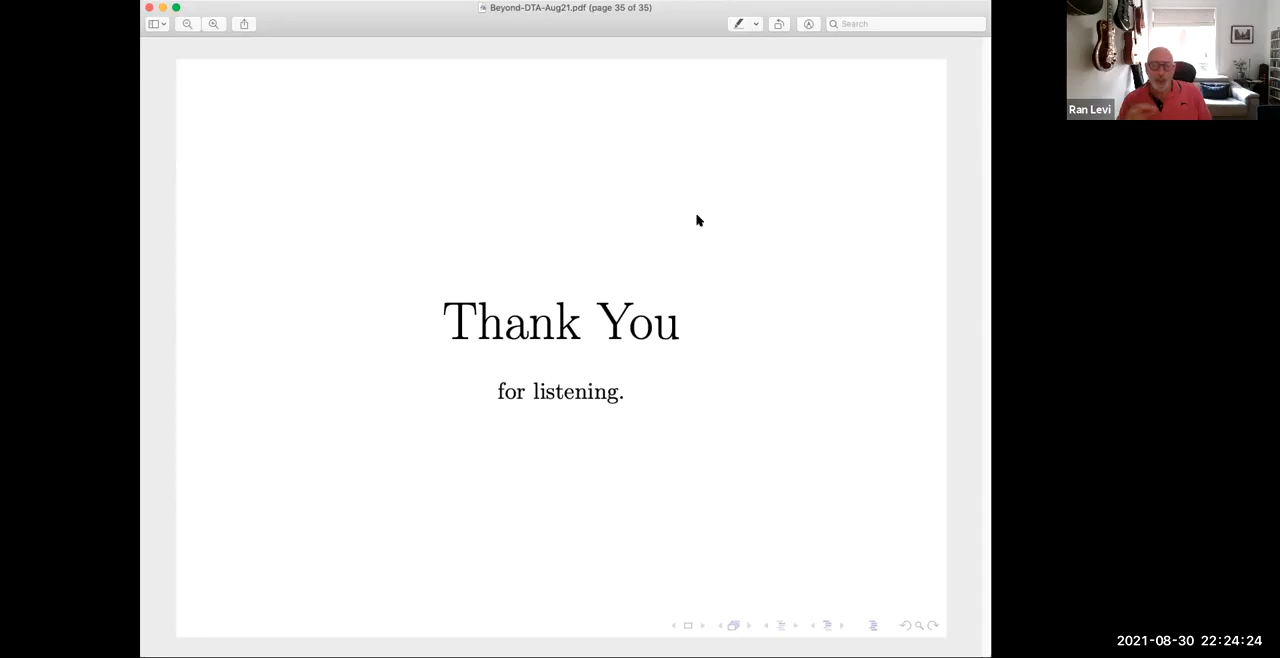 Beyond-DTA-Aug21.pdf (page 35 of 35)
Search
Ran Levi
Thank You
for listening.
2021-08-30 22:24:24